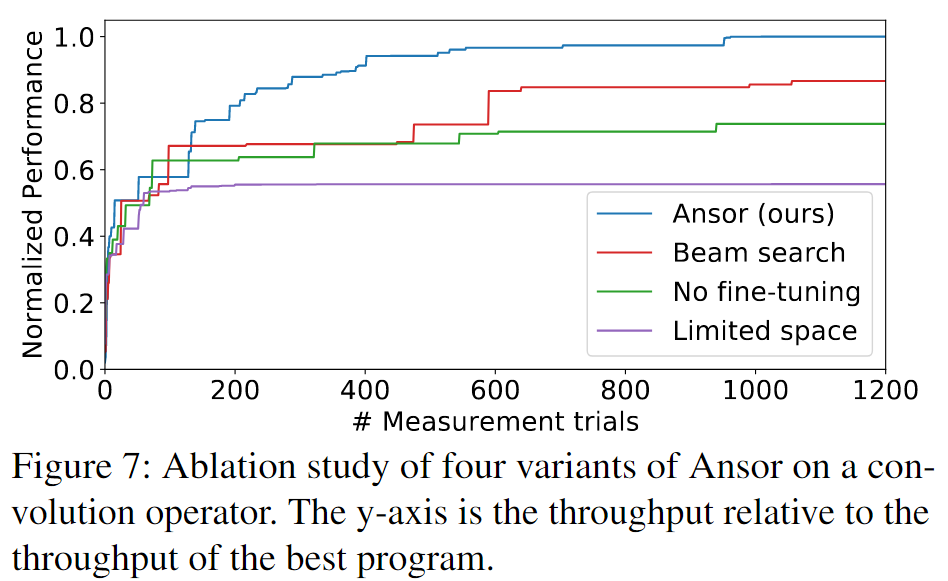 1.0
0.8
0.6
0.4
0.2
0.0
Normalized Performance
Ansor (ours)
Beam search
No fine-tuning
Limited space
0 200 400 600 800 1000 1200
# Measurement trials
Figure 7: Ablation study of four variants of Ansor on a con-
volution operator. The y-axis is the throughput relative to the
throughput of the best program.